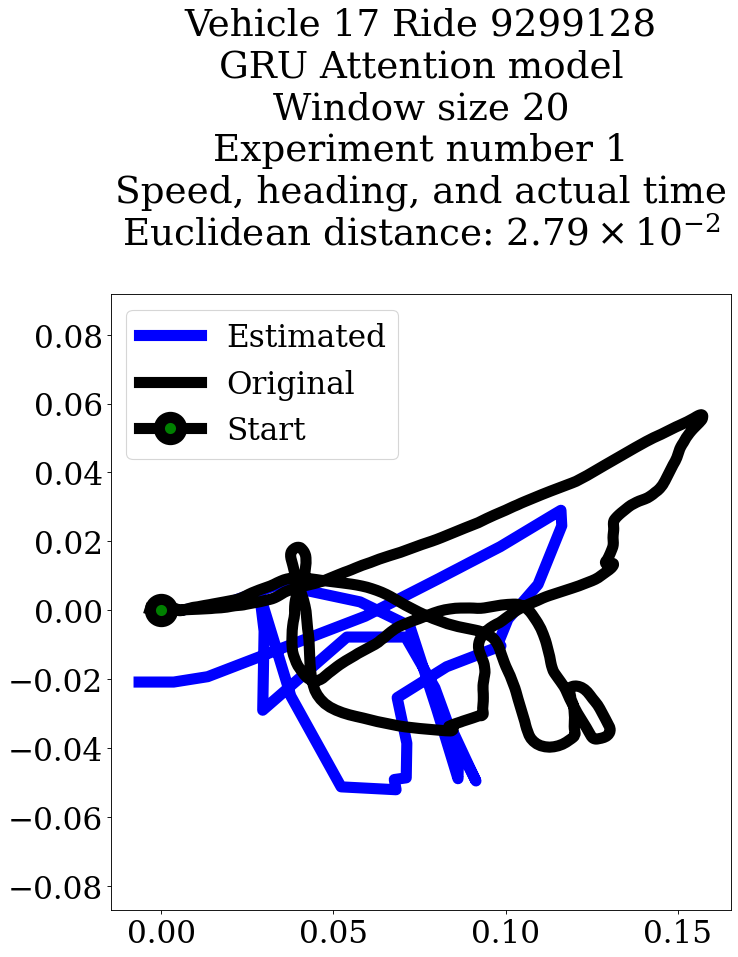 Vehicle 17 Ride 9299128
GRU Attention model
Window size 20
Experiment number 1
Speed, heading, and actual time
Euclidean distance: 2.79 × 10⁻²
Estimated
Original
Start
0.08
0.06
0.04
0.02
0.00
−0.02
−0.04
−0.06
−0.08
0.00 0.05 0.10 0.15